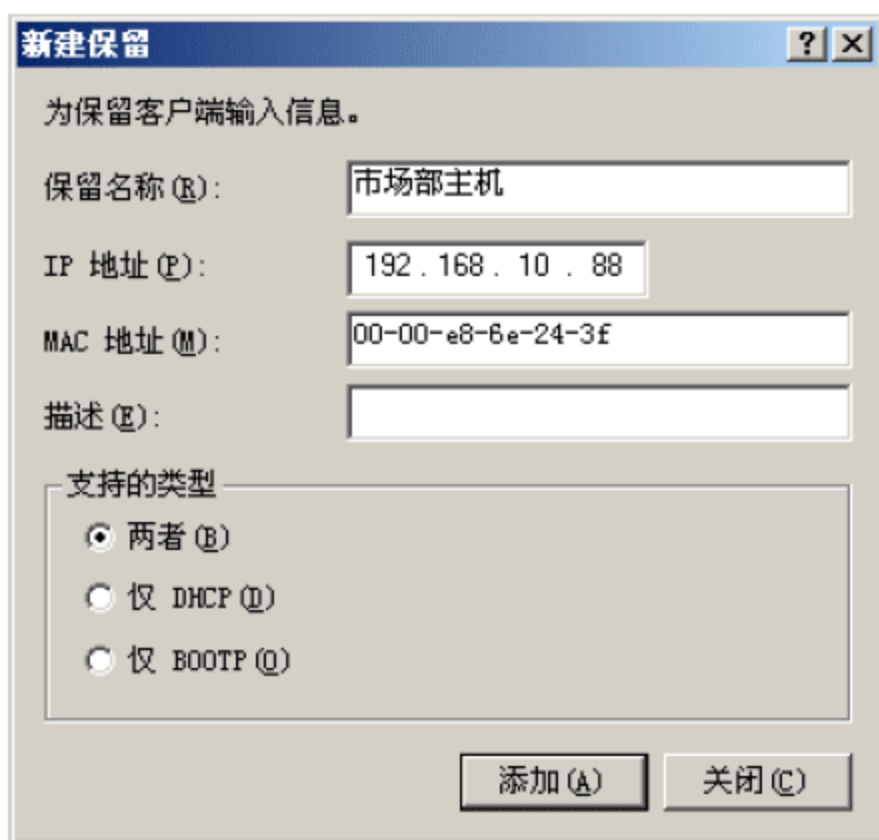 新建保留
为保留客户端输入信息。
保留名称(R): 市场部主机
IP 地址(P): 192 . 168 . 10 . 88
MAC 地址(M): 00-00-e8-6e-24-3f
描述(E):
支持的类型
两者(B)
仅 DHCP(D)
仅 BOOTP(O)
添加(A) 关闭(C)